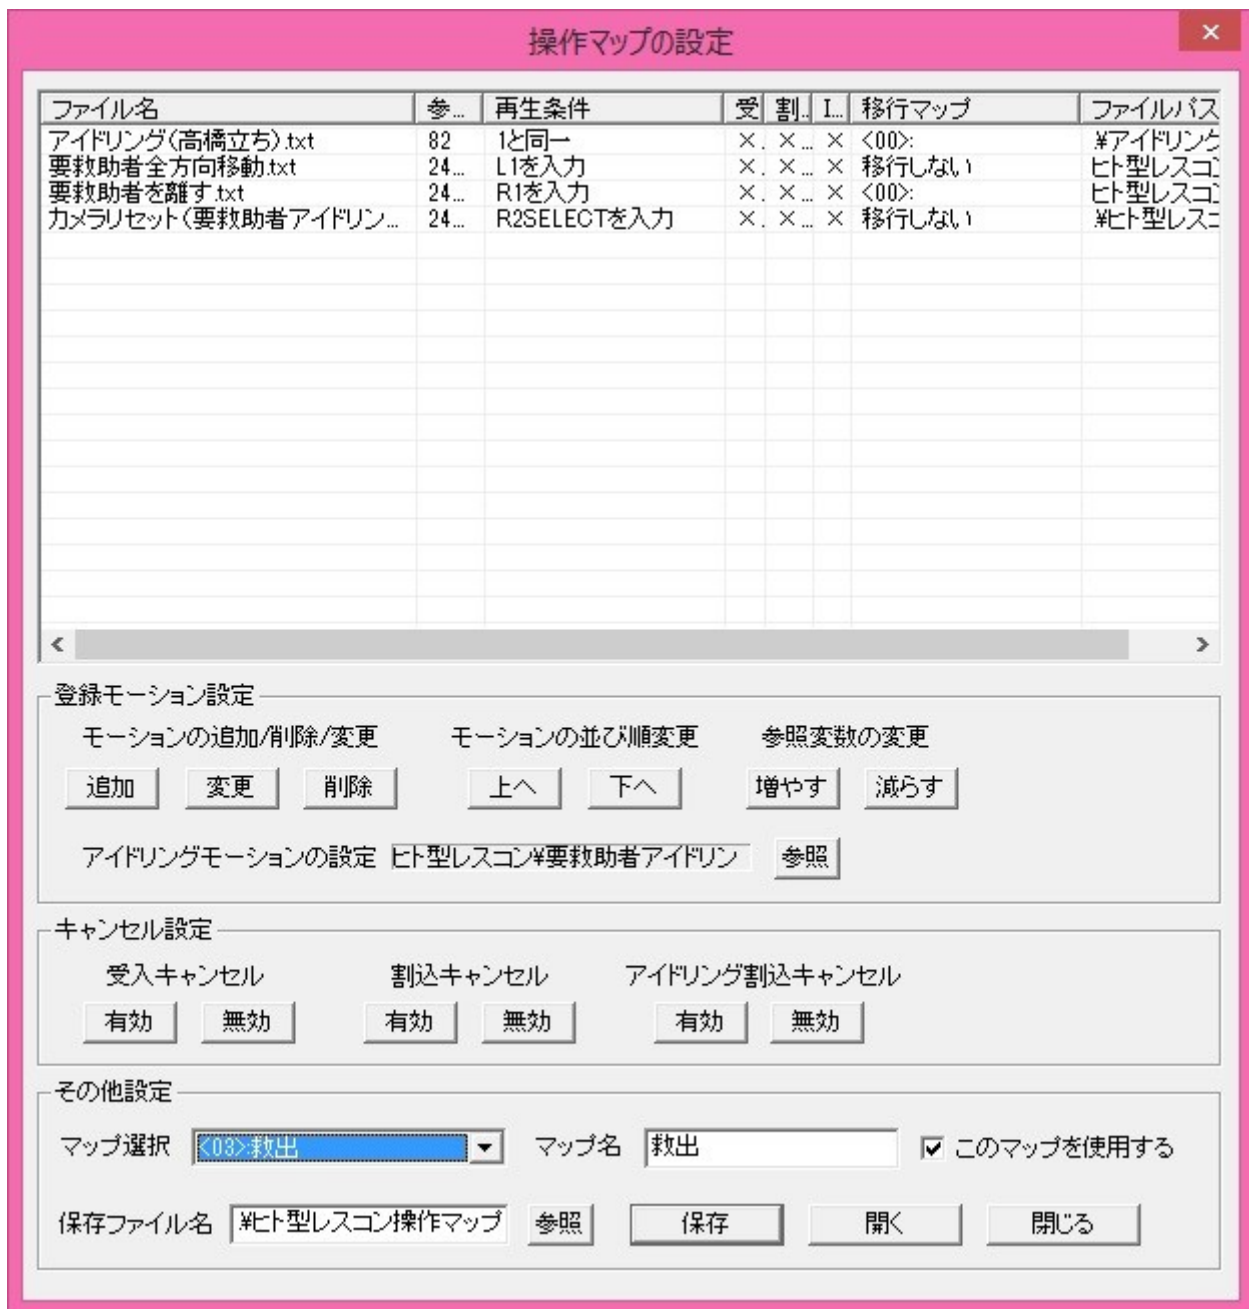 操作マップの設定
ファイル名 参... 再生条件 受 割.. I... 移行マップ ファイルパス
アイドリング(高橋立ち).txt 82 1と同一 ×. ×... × <00>: .¥アイドリング
要救助者全方向移動.txt 24... L1を入力 ×. ×... × 移行しない ヒト型レスコ
要救助者を離す.txt 24... R1を入力 ×. ×... × <00>: ヒト型レスコ
カメラリセット(要救助者アイドリン... 24... R2SELECTを入力 ×. ×... × 移行しない .¥ヒト型レスコ
登録モーション設定
モーションの追加/削除/変更 モーションの並び順変更 参照変数の変更
追加 変更 削除 上へ 下へ 増やす 減らす
アイドリングモーションの設定 ヒト型レスコン¥要救助者アイドリン 参照
キャンセル設定
受入キャンセル 割込キャンセル アイドリング割込キャンセル
有効 無効 有効 無効 有効 無効
その他設定
マップ選択 <03>:救出 マップ名 救出 このマップを使用する
保存ファイル名 ¥ヒト型レスコン操作マップ 参照 保存 開く 閉じる